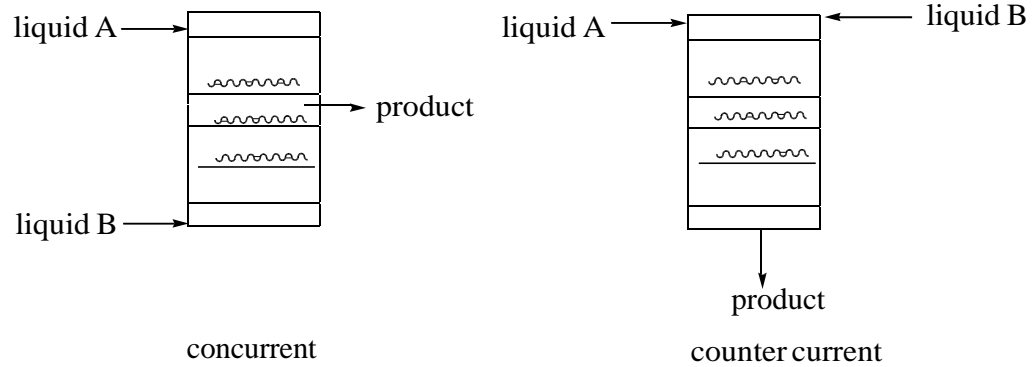 liquid A
product
liquid B
concurrent
liquid A
liquid B
product
counter current